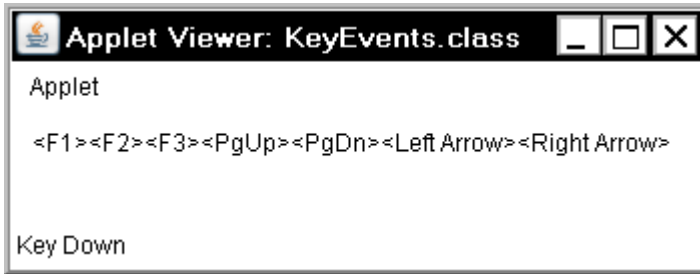 Applet Viewer: KeyEvents.class
Applet
<F1><F2><F3><PgUp><PgDn><Left Arrow><Right Arrow>
Key Down